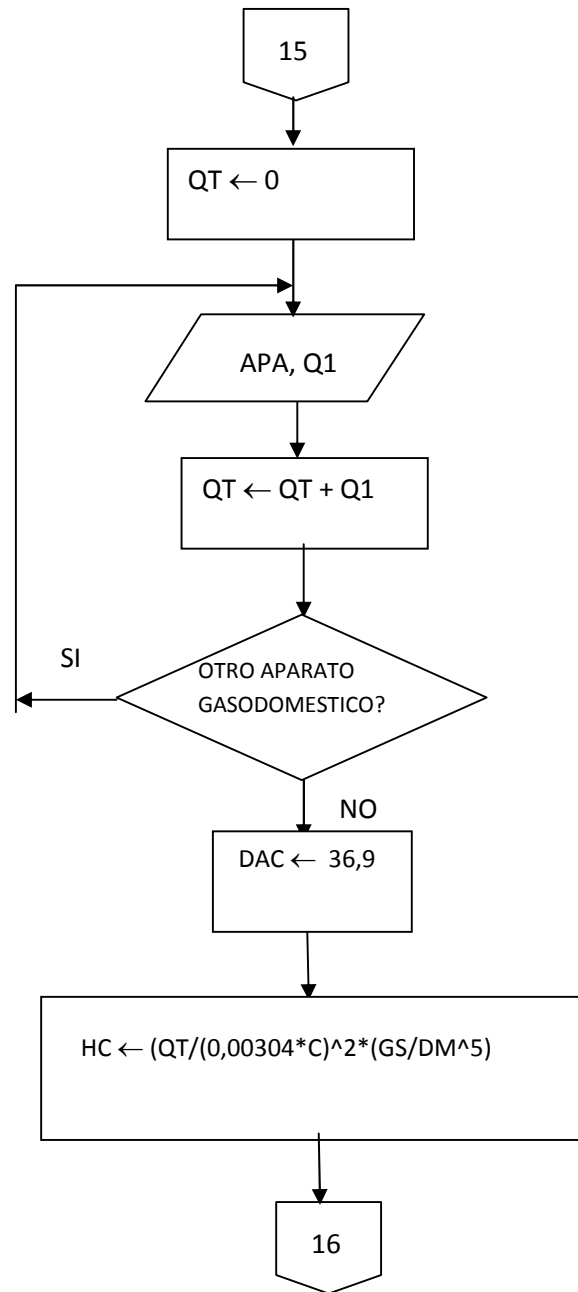 15
QT ← 0
APA, Q1
QT ← QT + Q1
SI
OTRO APARATO
GASODOMESTICO?
NO
DAC ← 36,9
HC ← (QT/(0,00304*C)^2*(GS/DM^5)
16